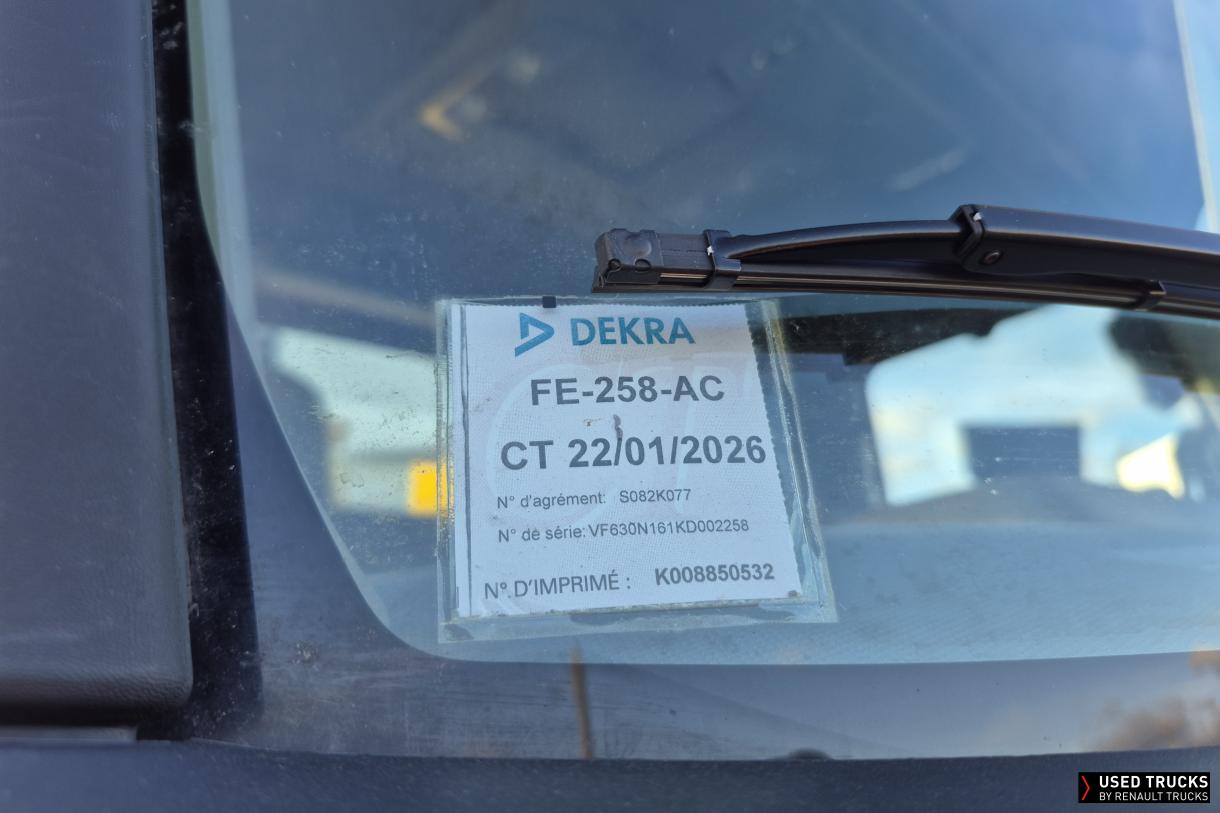 DEKRA
FE-258-AC
CT 22/01/2026
N° d'agrément: S082K077
N° de série: VF630N161KD002258
N° D'IMPRIMÉ : K008850532
USED TRUCKS
BY RENAULT TRUCKS